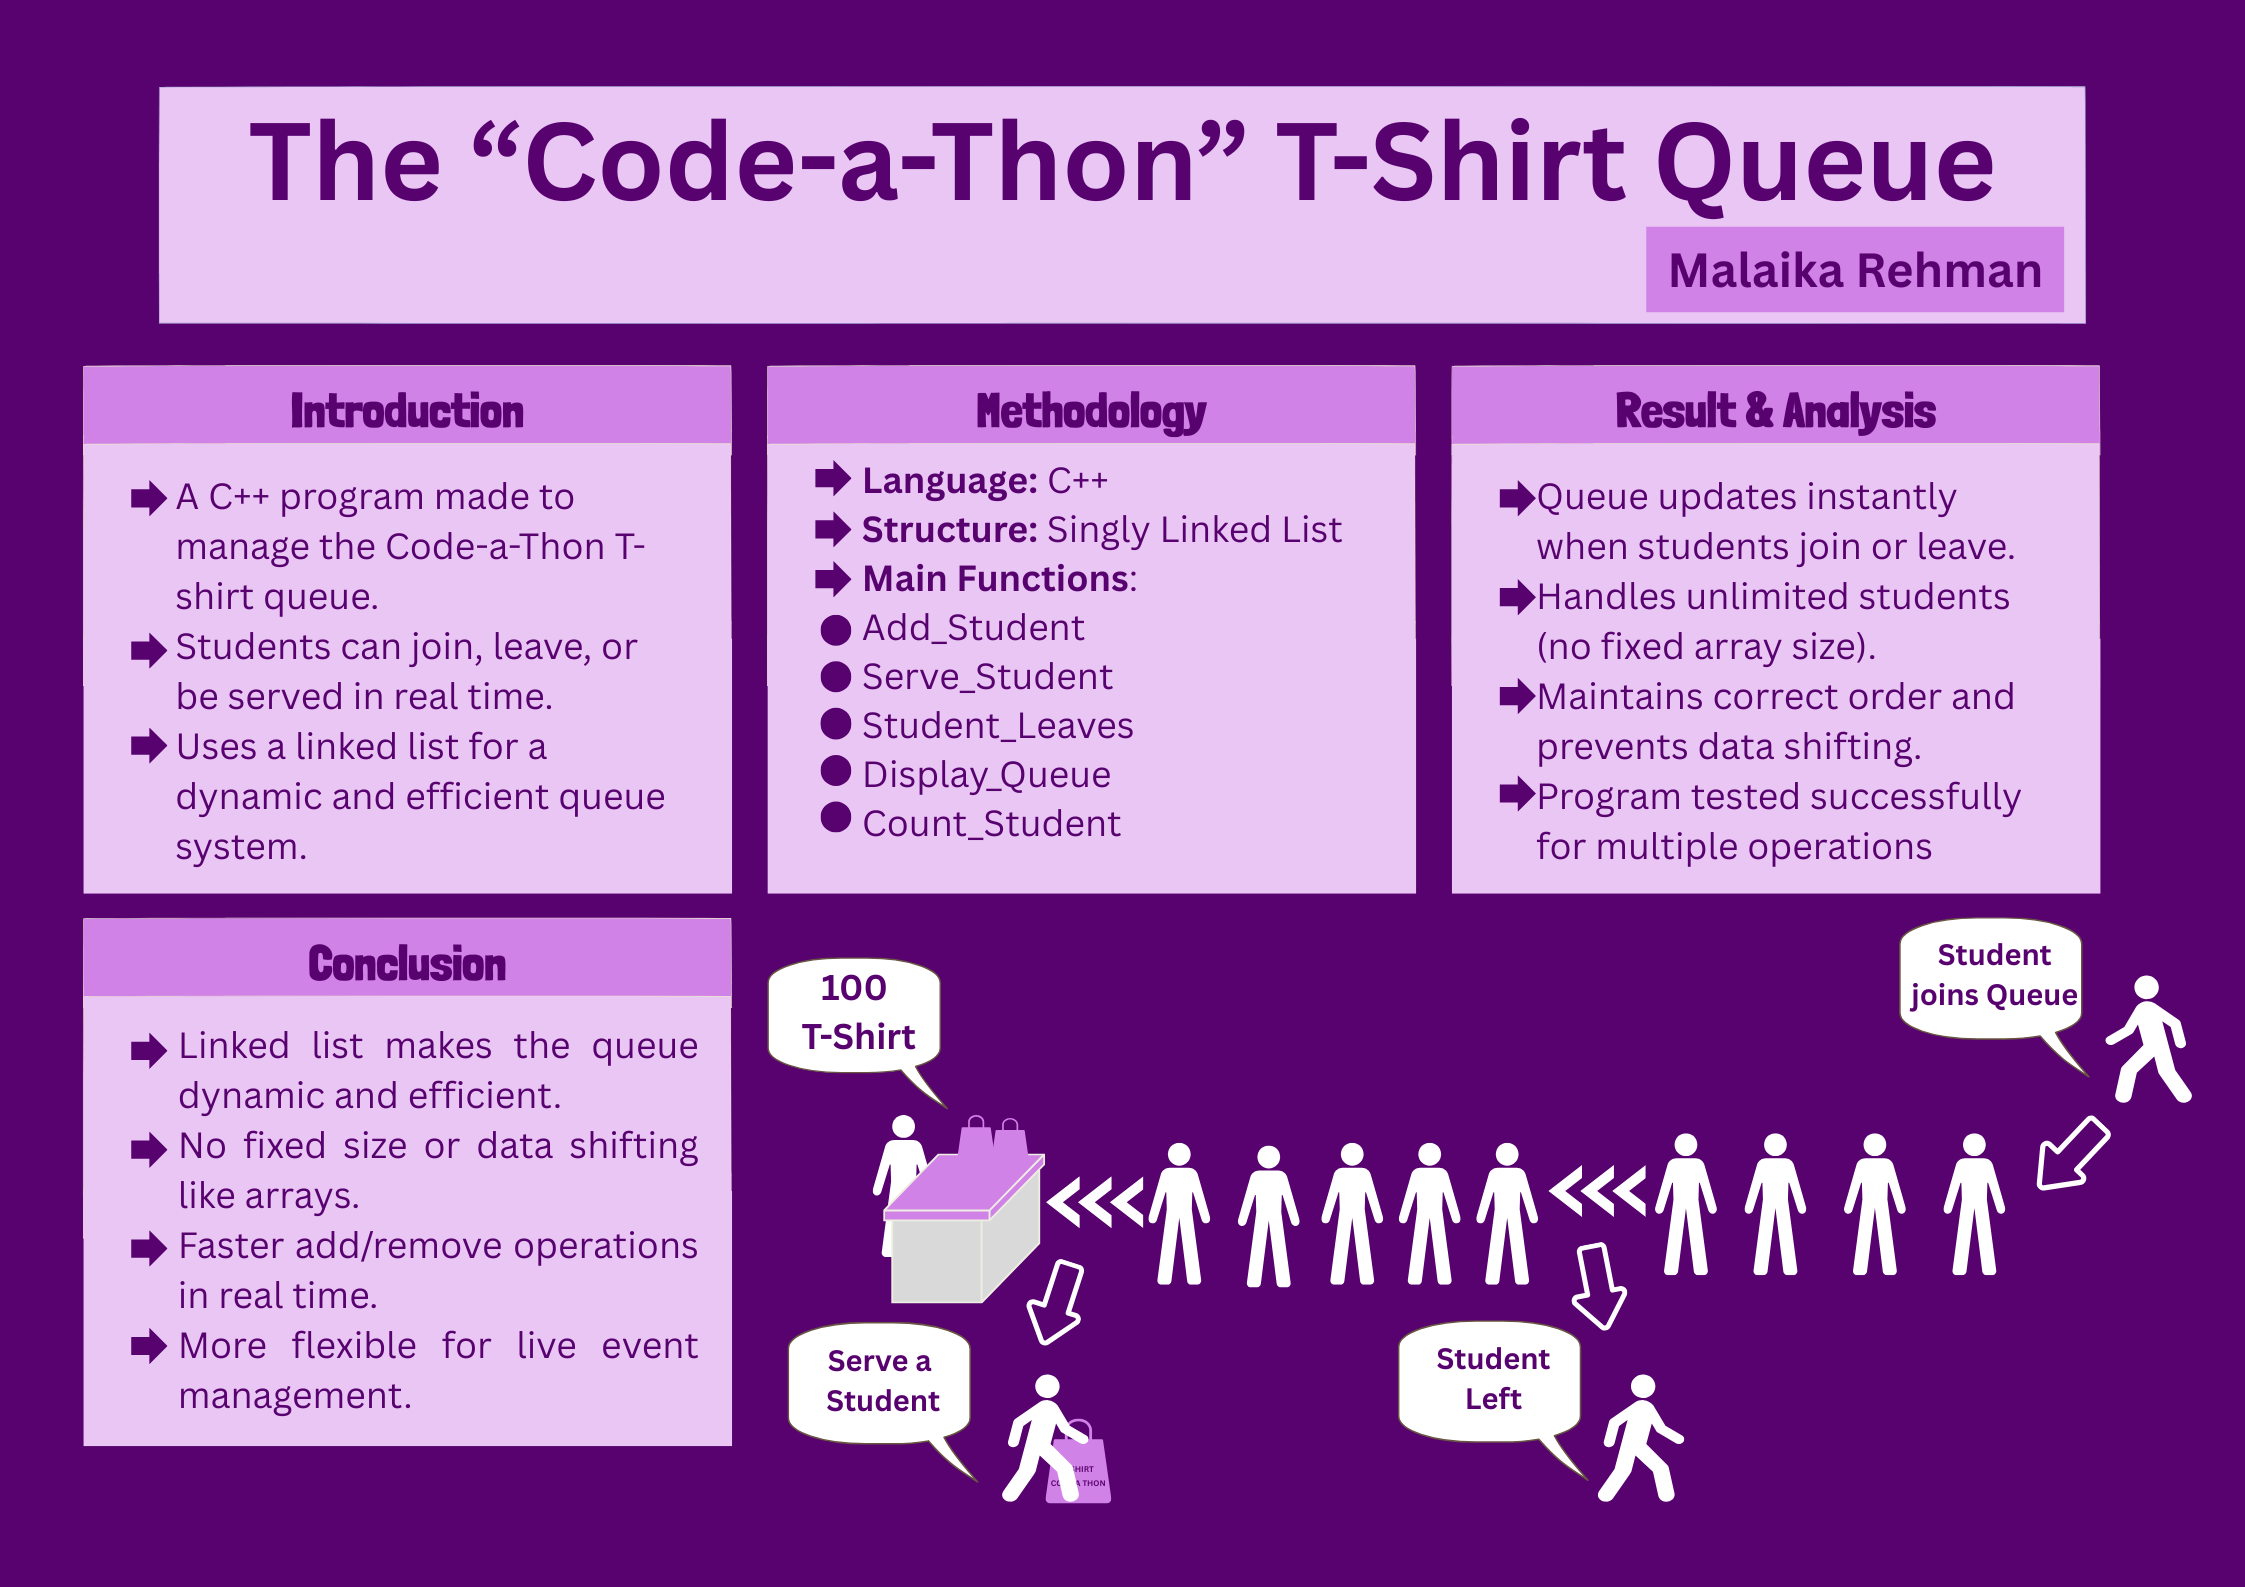 The “Code-a-Thon” T-Shirt Queue
Malaika Rehman
Introduction
A C++ program made to
manage the Code-a-Thon T-
shirt queue.
Students can join, leave, or
be served in real time.
Uses a linked list for a
dynamic and efficient queue
system.
Methodology
Language: C++
Structure: Singly Linked List
Main Functions:
Add_Student
Serve_Student
Student_Leaves
Display_Queue
Count_Student
Result & Analysis
Queue updates instantly
when students join or leave.
Handles unlimited students
(no fixed array size).
Maintains correct order and
prevents data shifting.
Program tested successfully
for multiple operations
Conclusion
Linked list makes the queue
dynamic and efficient.
No fixed size or data shifting
like arrays.
Faster add/remove operations
in real time.
More flexible for live event
management.
100
T-Shirt
Student
joins Queue
Serve a
Student
Student
Left
THON